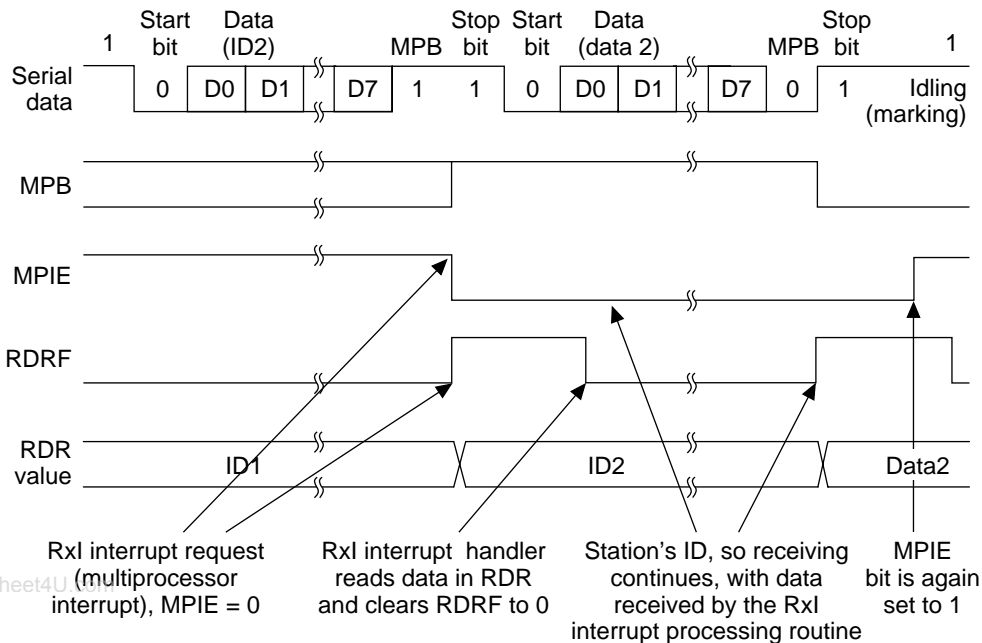 Start Data Stop Start Data Stop
1 bit (ID2) MPB bit bit (data 2) MPB bit 1
Serial data 0 D0 D1 D7 1 1 0 D0 D1 D7 0 1 Idling (marking)
MPB
MPIE
RDRF
RDR value ID1 ID2 Data2
RxI interrupt request
(multiprocessor
interrupt), MPIE = 0
RxI interrupt handler
reads data in RDR
and clears RDRF to 0
Station's ID, so receiving
continues, with data
received by the RxI
interrupt processing routine
MPIE
bit is again
set to 1
heet4U.com